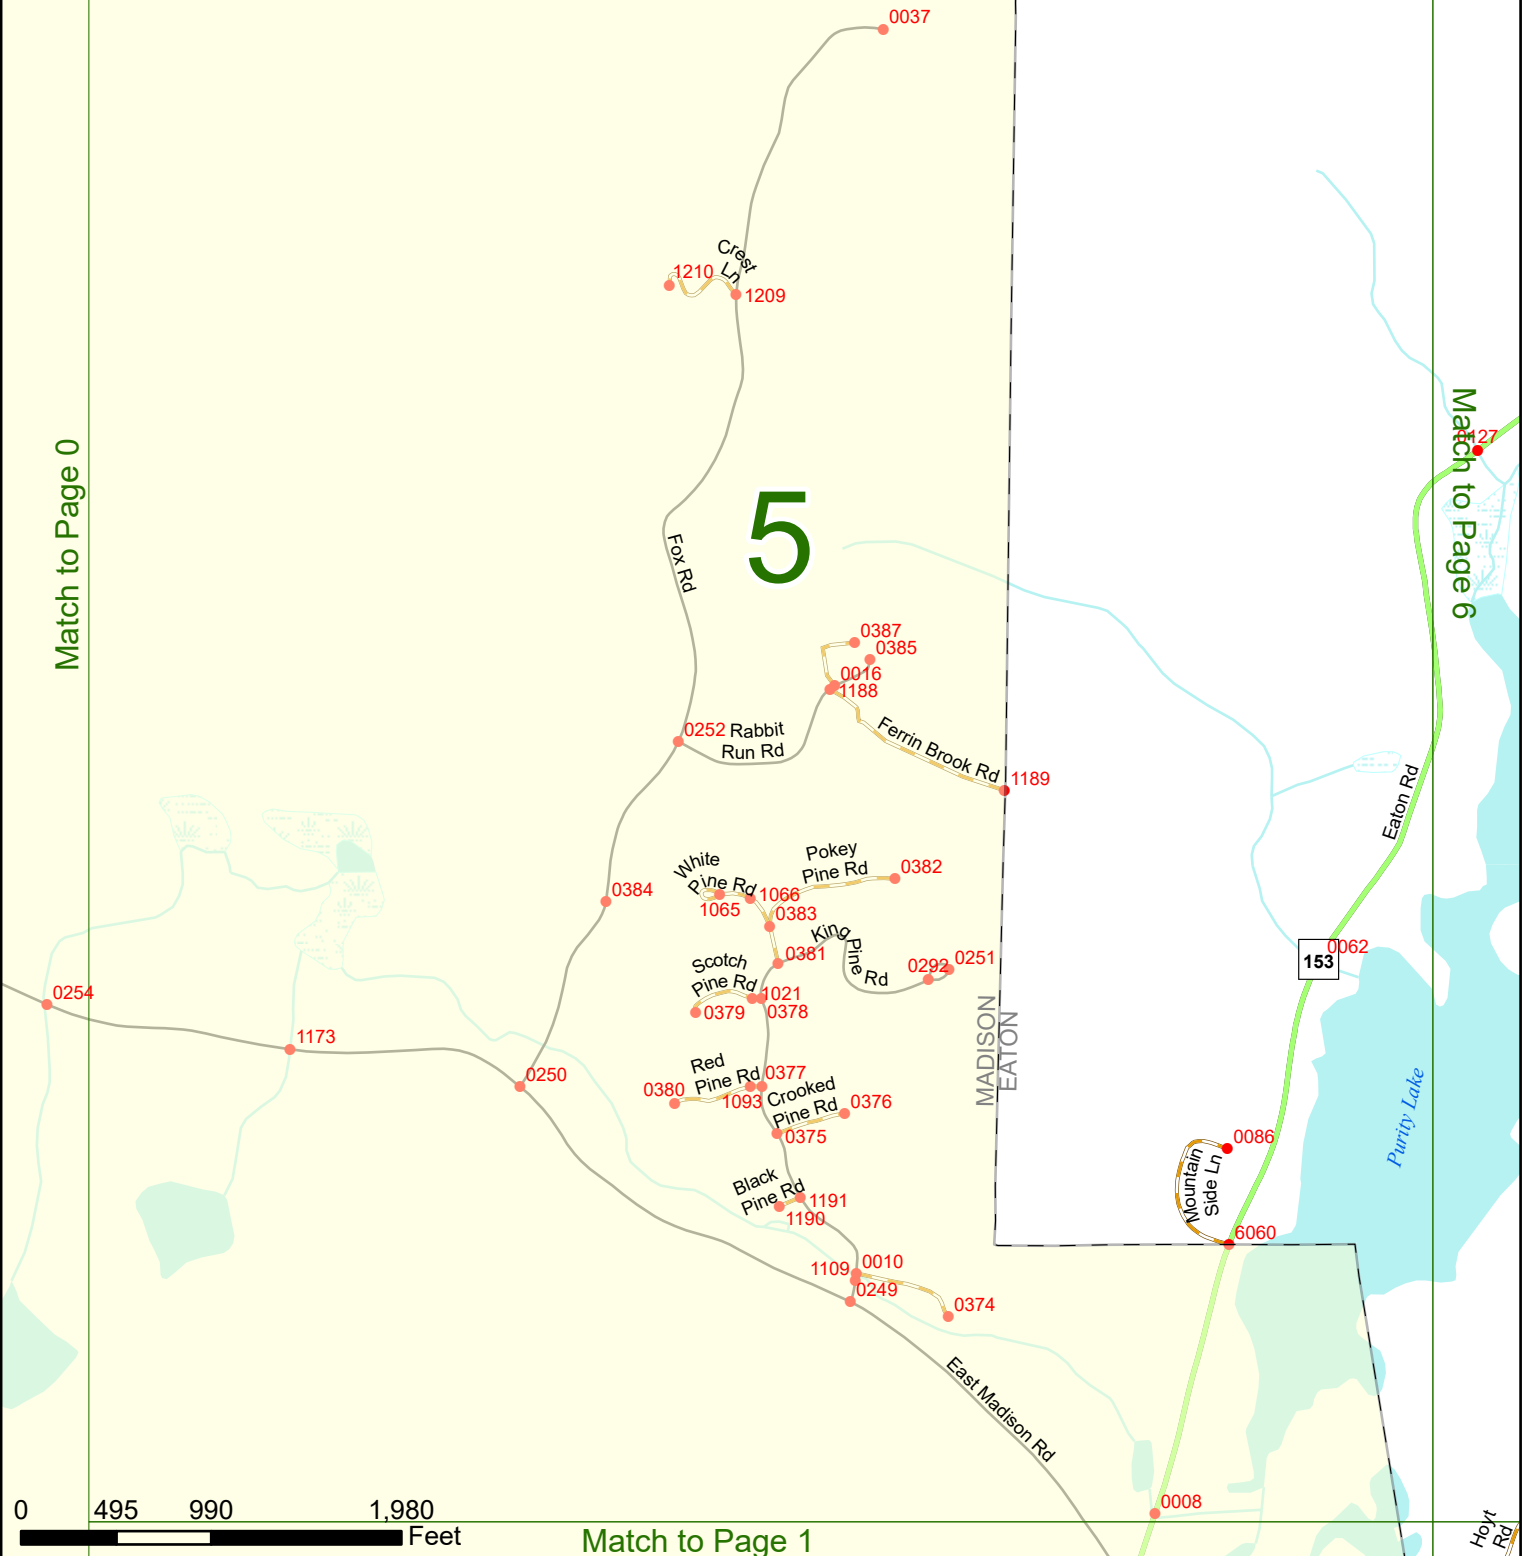 0037
Crest
Ln
1210
1209
Match to Page 0
Match to Page 6
0127
5
Fox Rd
0387
0385
0016
1188
0252
Rabbit
Run Rd
Ferrin Brook Rd
1189
Eaton Rd
White
Pine Rd
Pokey
Pine Rd
0382
0384
1065
1066
0383
King
Pine
Rd
0381
0062
153
Scotch
Pine Rd
0292
0251
0254
1021
0379
0378
MADISON
EATON
1173
0250
Red
Pine Rd
0377
0380
1093
Crooked
Pine Rd
0376
0375
Purity Lake
0086
Mountain
Side Ln
Black
Pine Rd
1191
1190
6060
1109
0010
0249
0374
East Madison Rd
0008
0 495 990 1,980
Feet
Match to Page 1
Hoyt
Rd